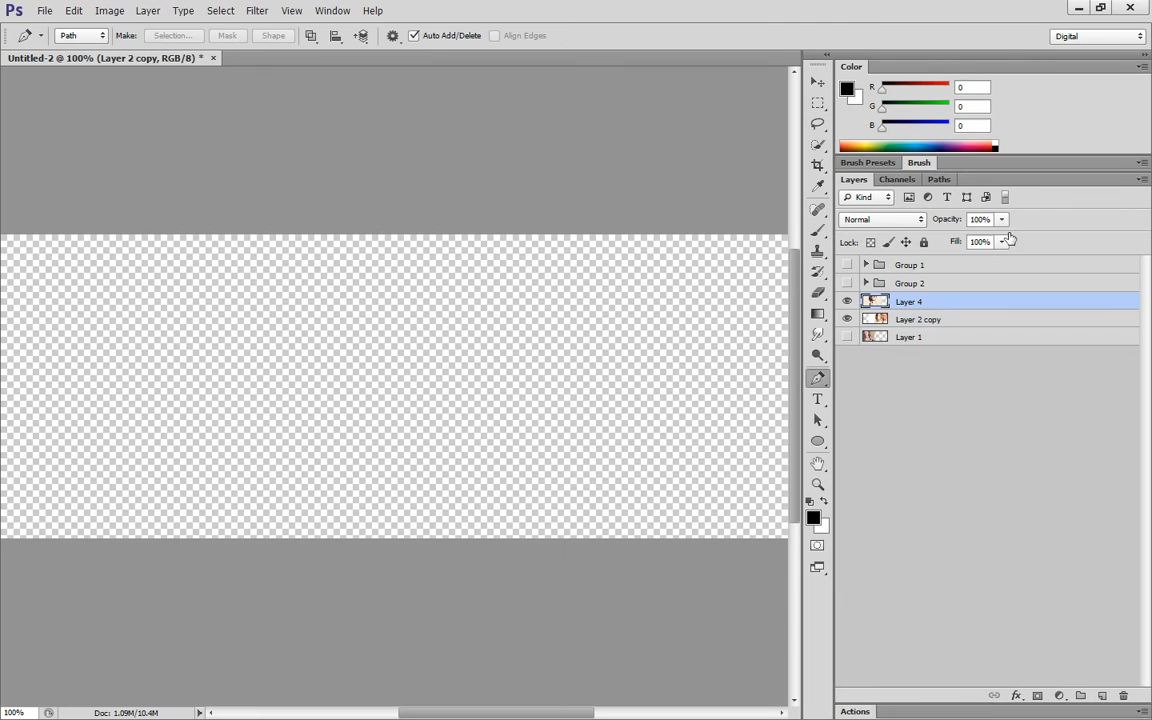 Ps File Edit Image Layer Type Select Filter View Window Help
Path Make: Selection... Mask Shape Auto Add/Delete Align Edges Digital
Untitled-2 @ 100% (Layer 2 copy, RGB/8) * ×
Color
R 0
G 0
B 0
Brush Presets Brush
Layers Channels Paths
Kind T
Normal Opacity: 100%
Lock: Fill: 100%
Group 1
Group 2
Layer 4
Layer 2 copy
Layer 1
T
fx
100% Doc: 1.09M/10.4M
Actions